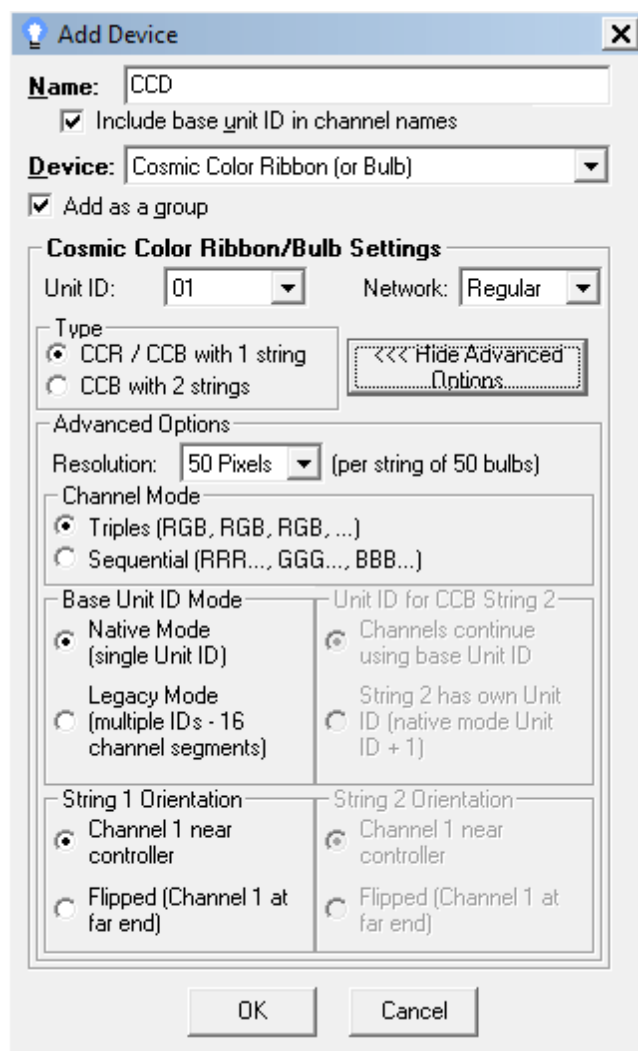 Add Device
Name: CCD
Include base unit ID in channel names
Device: Cosmic Color Ribbon (or Bulb)
Add as a group
Cosmic Color Ribbon/Bulb Settings
Unit ID: 01 Network: Regular
Type
CCR / CCB with 1 string
CCB with 2 strings
<<< Hide Advanced
Options
Advanced Options
Resolution: 50 Pixels (per string of 50 bulbs)
Channel Mode
Triples (RGB, RGB, RGB, ...)
Sequential (RRR..., GGG..., BBB...)
Base Unit ID Mode
Native Mode
(single Unit ID)
Legacy Mode
(multiple IDs - 16
channel segments)
Unit ID for CCB String 2
Channels continue
using base Unit ID
String 2 has own Unit
ID (native mode Unit
ID + 1)
String 1 Orientation
Channel 1 near
controller
Flipped (Channel 1 at
far end)
String 2 Orientation
Channel 1 near
controller
Flipped (Channel 1 at
far end)
OK
Cancel